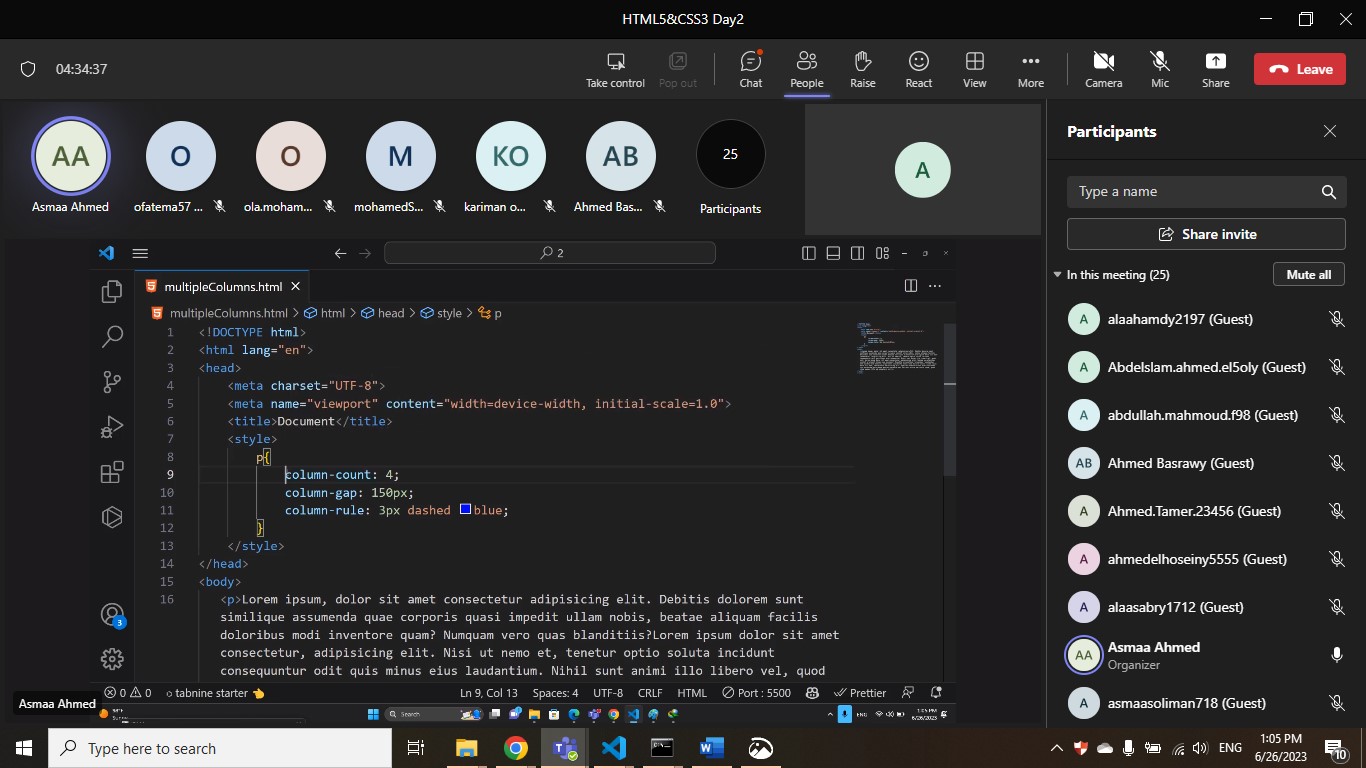 HTML5&CSS3 Day2
04:34:37
Take control
Pop out
Chat
People
Raise
React
View
More
Camera
Mic
Share
Leave
AA
O
O
M
KO
AB
25
A
Asmaa Ahmed
ofatema57 ...
ola.moham...
mohamedS...
kariman o...
Ahmed Bas...
Participants
2
multipleColumns.html
multipleColumns.html > html > head > style > p
1 <!DOCTYPE html>
2 <html lang="en">
3 <head>
4 <meta charset="UTF-8">
5 <meta name="viewport" content="width=device-width, initial-scale=1.0">
6 <title>Document</title>
7 <style>
8 p{
9 column-count: 4;
10 column-gap: 150px;
11 column-rule: 3px dashed blue;
12 }
13 </style>
14 </head>
15 <body>
16 <p>Lorem ipsum, dolor sit amet consectetur adipisicing elit. Debitis dolorem sunt
similique assumenda quae corporis quasi impedit ullam nobis, beatae aliquam facilis
doloribus modi inventore quam? Numquam vero quas blanditiis?Lorem ipsum dolor sit amet
consectetur, adipisicing elit. Nisi ut nemo et, tenetur optio soluta incidunt
consequuntur odit quis minus eius laudantium. Nihil sunt animi illo libero vel, quod
3
0 0
tabnine starter
Ln 9, Col 13
Spaces: 4
UTF-8
CRLF
HTML
Port : 5500
Prettier
Asmaa Ahmed
Search
ENG
1:05 PM
6/26/2023
Participants
Type a name
Share invite
In this meeting (25)
Mute all
A alaahamdy2197 (Guest)
A Abdelslam.ahmed.el5oly (Guest)
A abdullah.mahmoud.f98 (Guest)
AB Ahmed Basrawy (Guest)
A Ahmed.Tamer.23456 (Guest)
A ahmedelhoseiny5555 (Guest)
A alaasabry1712 (Guest)
AA Asmaa Ahmed
Organizer
A asmaasoliman718 (Guest)
Type here to search
ENG
1:05 PM
6/26/2023
10